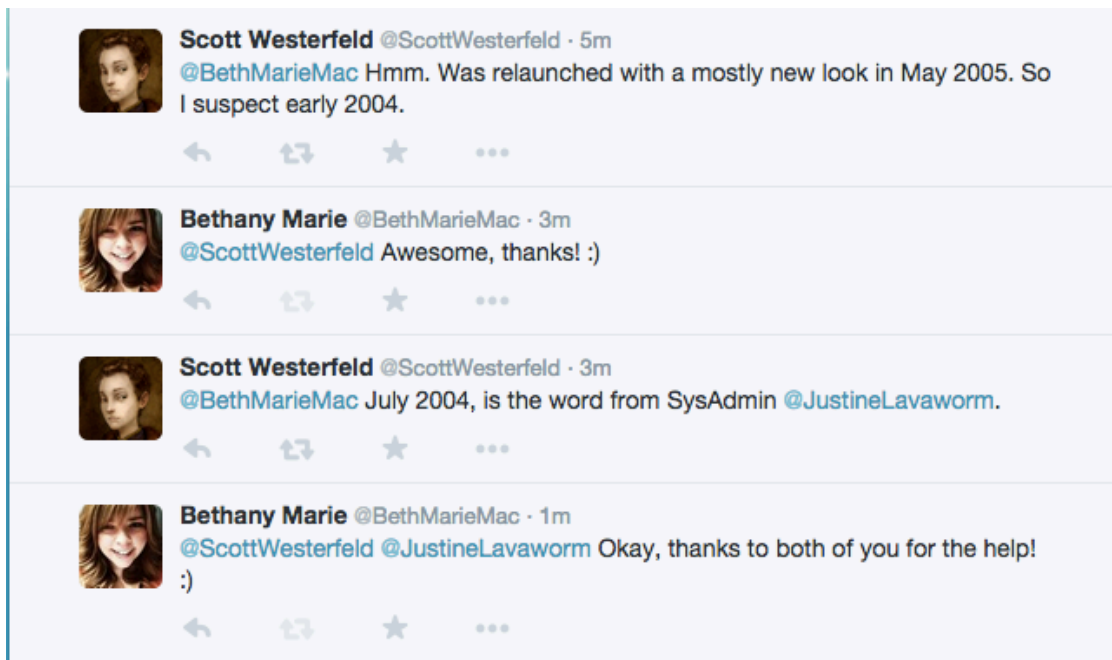 Scott Westerfeld @ScottWesterfeld · 5m
@BethMarieMac Hmm. Was relaunched with a mostly new look in May 2005. So
I suspect early 2004.
Bethany Marie @BethMarieMac · 3m
@ScottWesterfeld Awesome, thanks! :)
Scott Westerfeld @ScottWesterfeld · 3m
@BethMarieMac July 2004, is the word from SysAdmin @JustineLavaworm.
Bethany Marie @BethMarieMac · 1m
@ScottWesterfeld @JustineLavaworm Okay, thanks to both of you for the help!
:)